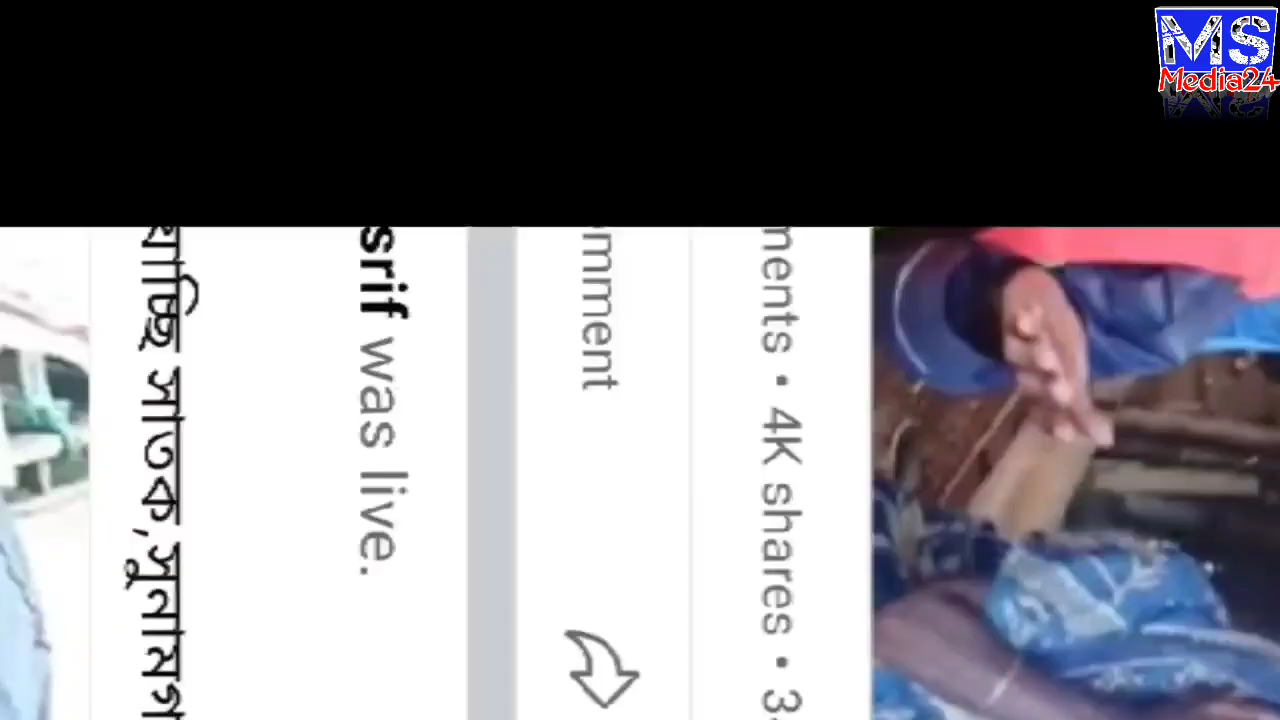 MS
Media24
ments • 4K shares • 3
mment
srif was live.
যাচ্ছি সাতক,সুনামগ